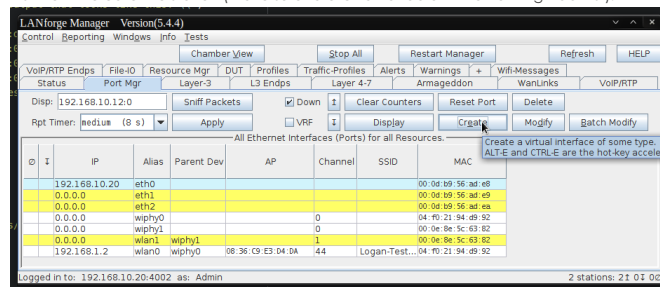 LANforge Manager Version(5.4.4)
Control Reporting Windows Info Tests
Chamber View Stop All Restart Manager Refresh HELP
VoIP/RTP Endps File-IO Resource Mgr DUT Profiles Traffic-Profiles Alerts Warnings + Wifi-Messages
Status Port Mgr Layer-3 L3 Endps Layer 4-7 Armageddon WanLinks VoIP/RTP
Disp: 192.168.10.12:0 Sniff Packets Down Clear Counters Reset Port Delete
Rpt Timer: medium (8 s) Apply VRF Display Create Modify Batch Modify
All Ethernet Interfaces (Ports) for all Resources.
Create a virtual interface of some type.
ALT-E and CTRL-E are the hot-key accele
IP Alias Parent Dev AP Channel SSID MAC
192.168.10.20 eth0 00:0d:b9:56:ad:e8
0.0.0.0 eth1 00:0d:b9:56:ad:e9
0.0.0.0 eth2 00:0d:b9:56:ad:ea
0.0.0.0 wiphy0 0 04:f0:21:94:d9:92
0.0.0.0 wiphy1 0 00:0e:8e:5c:63:82
0.0.0.0 wlan1 wiphy1 1 00:0e:8e:5c:63:82
192.168.1.2 wlan0 wiphy0 08:36:C9:E3:D4:DA 44 Logan-Test... 04:f0:21:94:d9:92
Logged in to: 192.168.10.20:4002 as: Admin 2 stations: 2↑ 0↧ 0∅